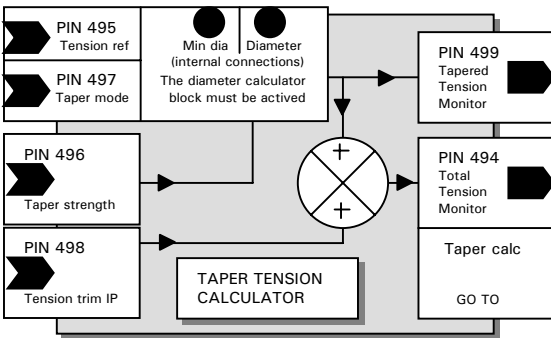 PIN 495
Tension ref
PIN 497
Taper mode
Min dia
Diameter
(internal connections)
The diameter calculator
block must be actived
PIN 499
Tapered
Tension
Monitor
PIN 496
Taper strength
+
+
PIN 494
Total
Tension
Monitor
PIN 498
Tension trim IP
TAPER TENSION
CALCULATOR
Taper calc
GO TO